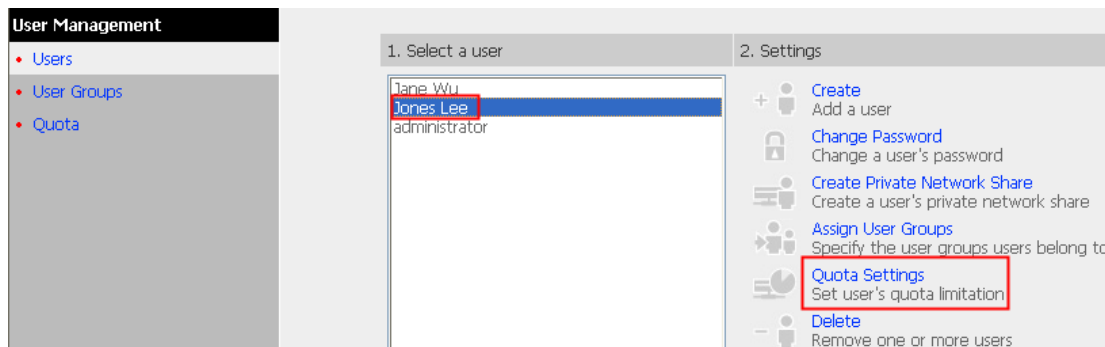 User Management
Users
User Groups
Quota
1. Select a user
Jane Wu
Jones Lee
administrator
2. Settings
Create
Add a user
Change Password
Change a user's password
Create Private Network Share
Create a user's private network share
Assign User Groups
Specify the user groups users belong to
Quota Settings
Set user's quota limitation
Delete
Remove one or more users